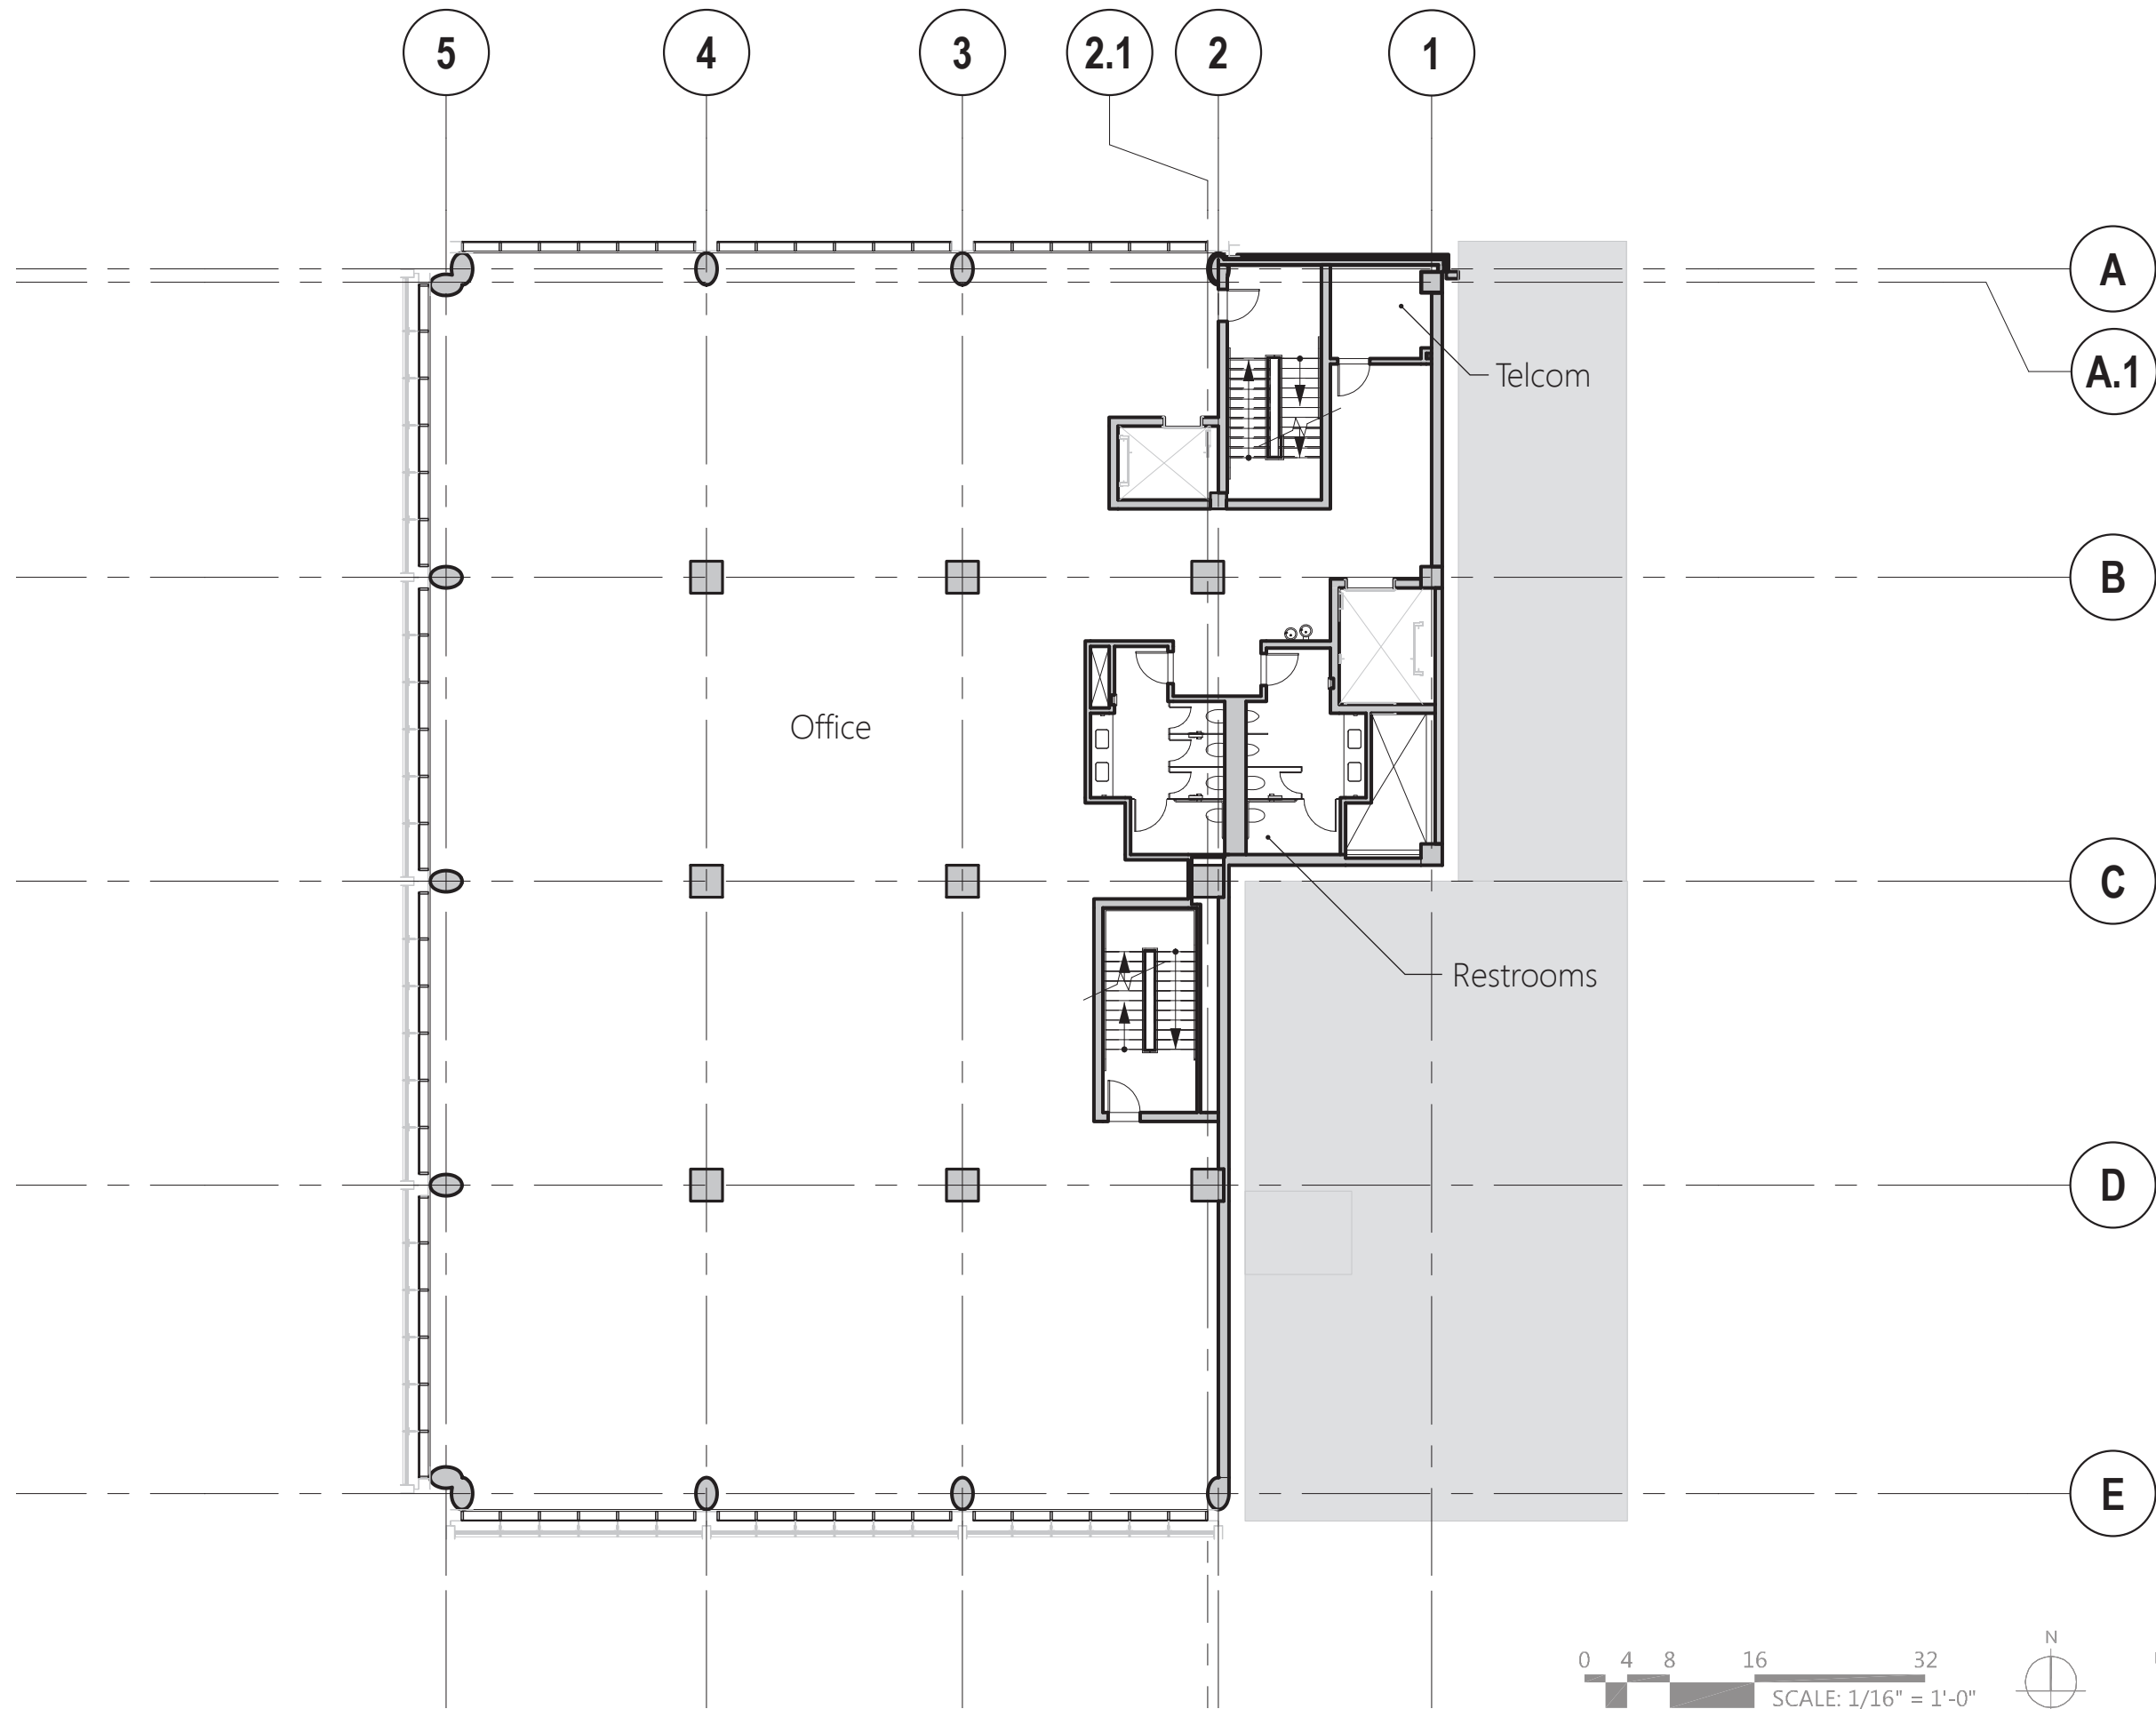 5 4 3 2.1 2 1
A
A.1
Telcom
B
Office
C
Restrooms
D
E
N
0 4 8 16 32
SCALE: 1/16" = 1'-0"